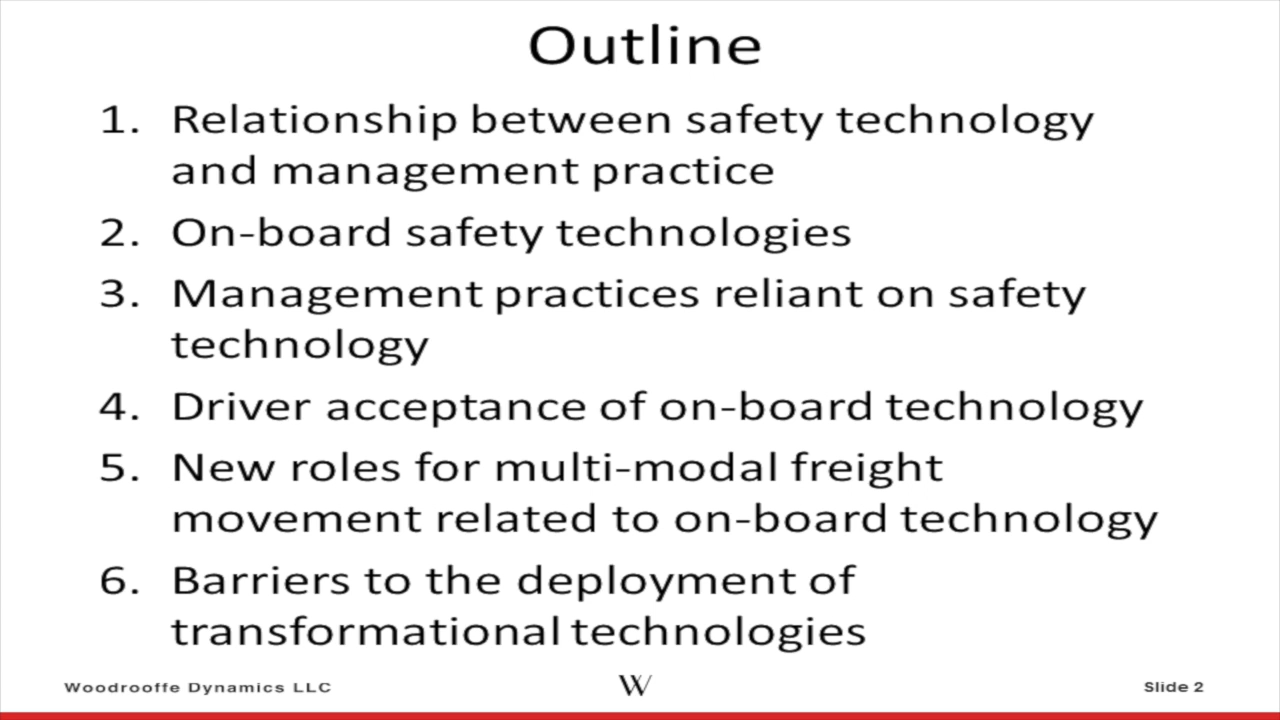 Outline
1. Relationship between safety technology
and management practice
2. On-board safety technologies
3. Management practices reliant on safety
technology
4. Driver acceptance of on-board technology
5. New roles for multi-modal freight
movement related to on-board technology
6. Barriers to the deployment of
transformational technologies
Woodrooffe Dynamics LLC
W
Slide 2